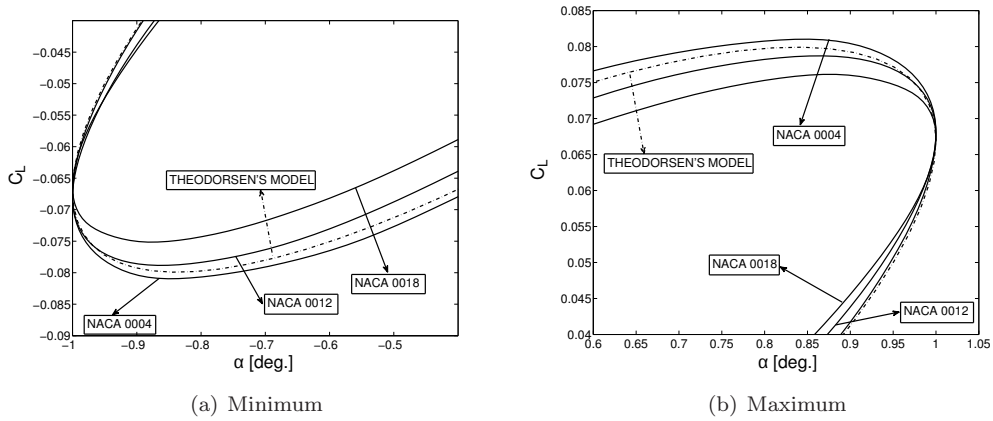 −0.045
−0.05
−0.055
−0.06
−0.065
−0.07
−0.075
−0.08
−0.085
−0.09
C_L
THEODORSEN'S MODEL
NACA 0018
NACA 0012
NACA 0004
−1 −0.9 −0.8 −0.7 −0.6 −0.5
α [deg.]
(a) Minimum
0.085
0.08
0.075
0.07
0.065
0.06
0.055
0.05
0.045
0.04
C_L
NACA 0004
THEODORSEN'S MODEL
NACA 0018
NACA 0012
0.6 0.65 0.7 0.75 0.8 0.85 0.9 0.95 1 1.05
α [deg.]
(b) Maximum